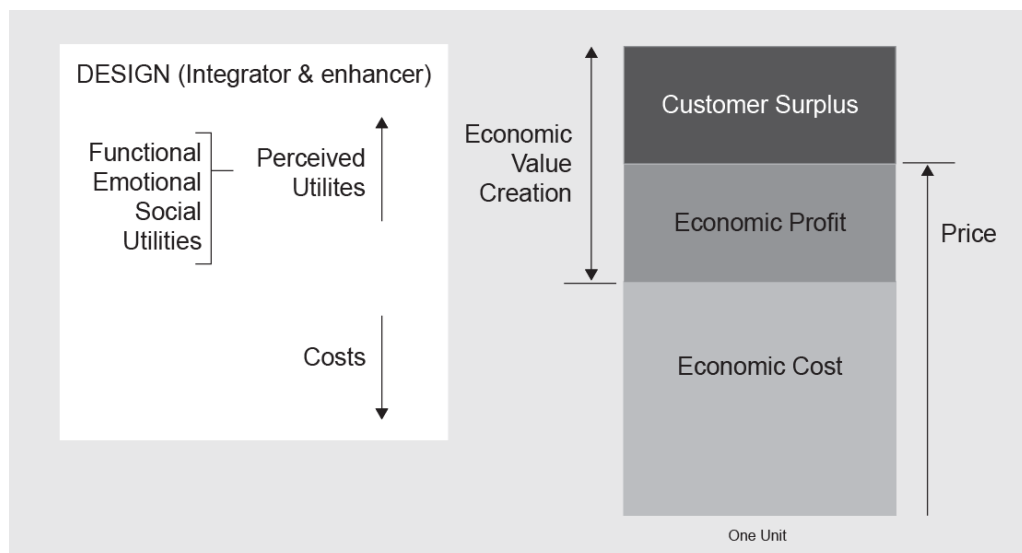 DESIGN (Integrator & enhancer)
Functional
Emotional
Social
Utilities
Perceived
Utilites
Costs
Economic
Value
Creation
Customer Surplus
Economic Profit
Economic Cost
Price
One Unit